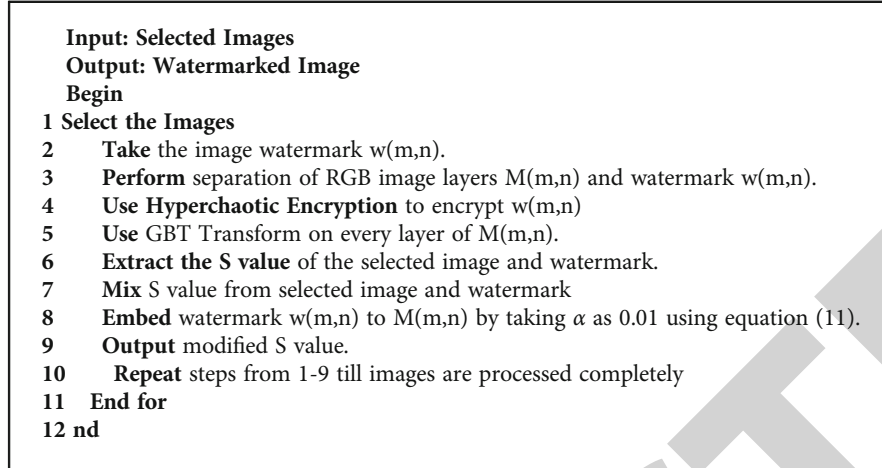 Input: Selected Images
Output: Watermarked Image
Begin
1 Select the Images
2 Take the image watermark w(m,n).
3 Perform separation of RGB image layers M(m,n) and watermark w(m,n).
4 Use Hyperchaotic Encryption to encrypt w(m,n)
5 Use GBT Transform on every layer of M(m,n).
6 Extract the S value of the selected image and watermark.
7 Mix S value from selected image and watermark
8 Embed watermark w(m,n) to M(m,n) by taking α as 0.01 using equation (11).
9 Output modified S value.
10 Repeat steps from 1-9 till images are processed completely
11 End for
12 nd